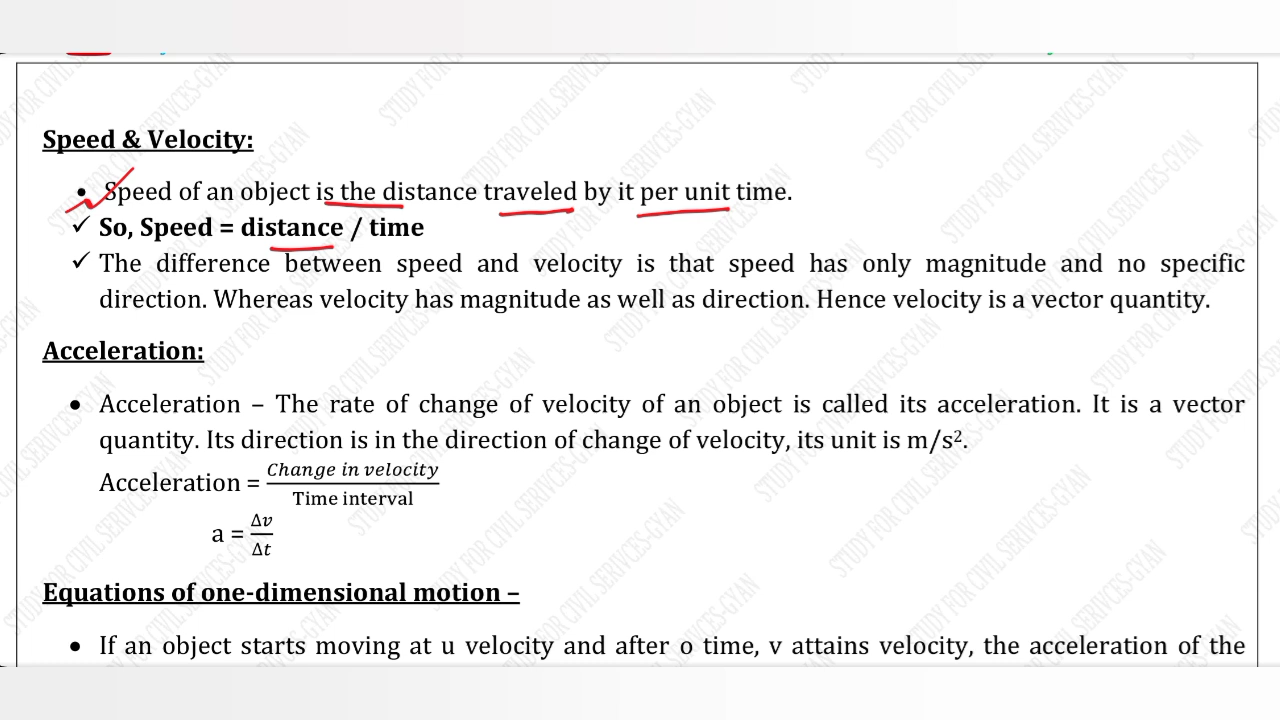 Speed & Velocity:
• Speed of an object is the distance traveled by it per unit time.
✓ So, Speed = distance / time
✓ The difference between speed and velocity is that speed has only magnitude and no specific
direction. Whereas velocity has magnitude as well as direction. Hence velocity is a vector quantity.
Acceleration:
• Acceleration – The rate of change of velocity of an object is called its acceleration. It is a vector
quantity. Its direction is in the direction of change of velocity, its unit is m/s².
Acceleration = Change in velocity / Time interval
a = Δv / Δt
Equations of one-dimensional motion –
• If an object starts moving at u velocity and after o time, v attains velocity, the acceleration of the
STUDY FOR CIVIL SERIVCES-GYAN